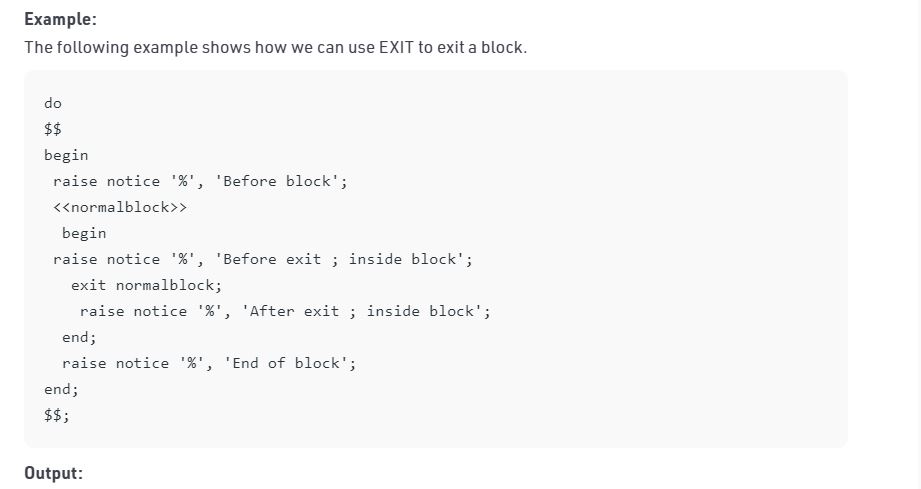 Example:
The following example shows how we can use EXIT to exit a block.
do
$$
begin
raise notice '%', 'Before block';
<<normalblock>>
begin
raise notice '%', 'Before exit ; inside block';
exit normalblock;
raise notice '%', 'After exit ; inside block';
end;
raise notice '%', 'End of block';
end;
$$;
Output: